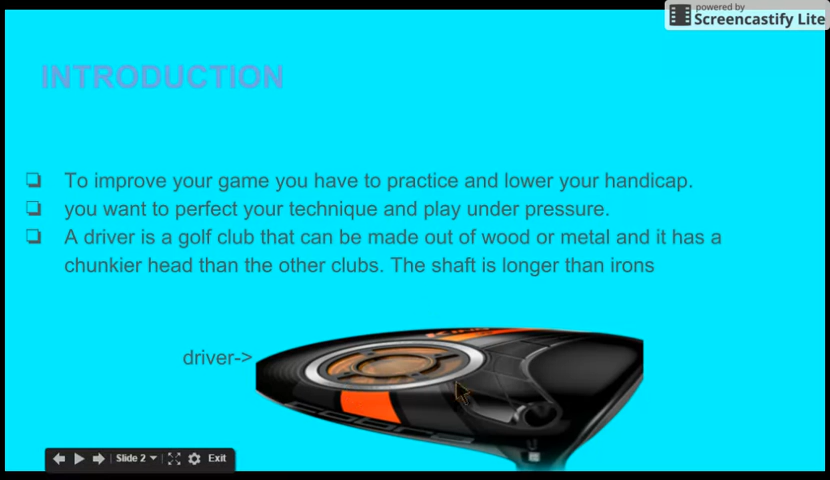 powered by
Screencastify Lite
INTRODUCTION
To improve your game you have to practice and lower your handicap.
you want to perfect your technique and play under pressure.
A driver is a golf club that can be made out of wood or metal and it has a
chunkier head than the other clubs. The shaft is longer than irons
driver->
KING
COBRA
Slide 2
Exit